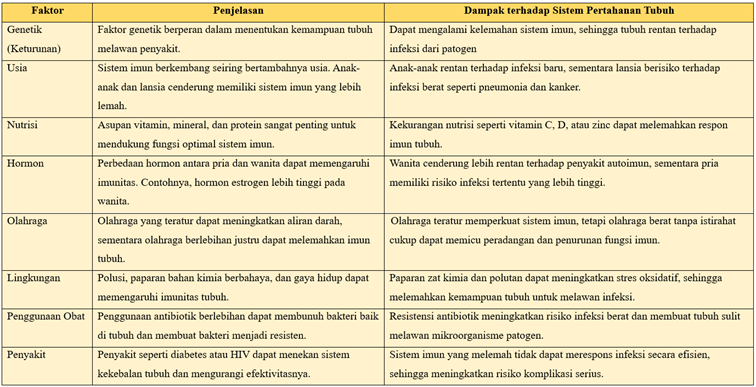 Faktor Penjelasan Dampak terhadap Sistem Pertahanan Tubuh
Genetik Faktor genetik berperan dalam menentukan kemampuan tubuh Dapat mengalami kelemahan sistem imun, sehingga tubuh rentan terhadap
(Keturunan) melawan penyakit. infeksi dari patogen
Usia Sistem imun berkembang seiring bertambahnya usia. Anak- Anak-anak rentan terhadap infeksi baru, sementara lansia berisiko terhadap
anak dan lansia cenderung memiliki sistem imun yang lebih infeksi berat seperti pneumonia dan kanker.
lemah.
Nutrisi Asupan vitamin, mineral, dan protein sangat penting untuk Kekurangan nutrisi seperti vitamin C, D, atau zinc dapat melemahkan respon
mendukung fungsi optimal sistem imun. imun tubuh.
Hormon Perbedaan hormon antara pria dan wanita dapat memengaruhi Wanita cenderung lebih rentan terhadap penyakit autoimun, sementara pria
imunitas. Contohnya, hormon estrogen lebih tinggi pada memiliki risiko infeksi tertentu yang lebih tinggi.
wanita.
Olahraga Olahraga yang teratur dapat meningkatkan aliran darah, Olahraga teratur memperkuat sistem imun, tetapi olahraga berat tanpa istirahat
sementara olahraga berlebihan justru dapat melemahkan imun cukup dapat memicu peradangan dan penurunan fungsi imun.
tubuh.
Lingkungan Polusi, paparan bahan kimia berbahaya, dan gaya hidup dapat Paparan zat kimia dan polutan dapat meningkatkan stres oksidatif, sehingga
memengaruhi imunitas tubuh. melemahkan kemampuan tubuh untuk melawan infeksi.
Penggunaan Obat Penggunaan antibiotik berlebihan dapat membunuh bakteri baik Resistensi antibiotik meningkatkan risiko infeksi berat dan membuat tubuh sulit
di tubuh dan membuat bakteri menjadi resisten. melawan mikroorganisme patogen.
Penyakit Penyakit seperti diabetes atau HIV dapat menekan sistem Sistem imun yang melemah tidak dapat merespons infeksi secara efisien,
kekebalan tubuh dan mengurangi efektivitasnya. sehingga meningkatkan risiko komplikasi serius.